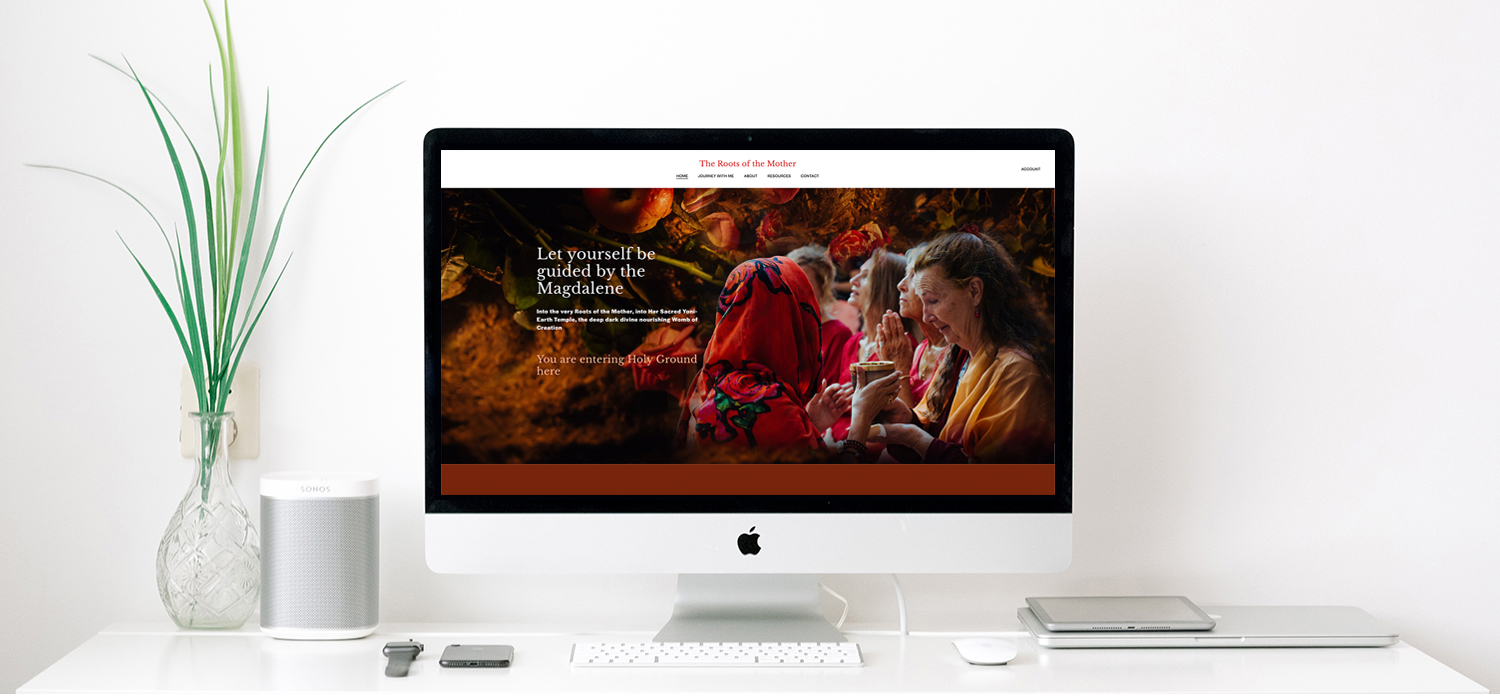 The Roots of the Mother
HOME JOURNEY WITH ME ABOUT RESOURCES CONTACT
ACCOUNT
Let yourself be
guided by the
Magdalene
Into the very Roots of the Mother, into Her Sacred Yoni-
Earth Temple, the deep dark divine nourishing Womb of
Creation
You are entering Holy Ground
here
SONOS